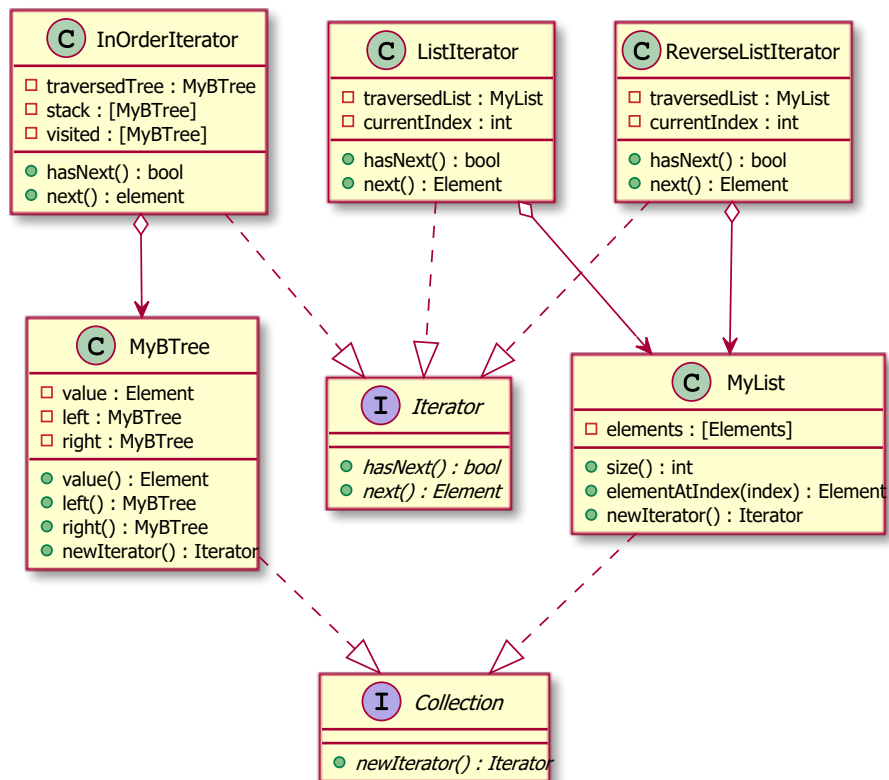 C InOrderIterator
traversedTree : MyBTree
stack : [MyBTree]
visited : [MyBTree]
hasNext() : bool
next() : element
C ListIterator
traversedList : MyList
currentIndex : int
hasNext() : bool
next() : Element
C ReverseListIterator
traversedList : MyList
currentIndex : int
hasNext() : bool
next() : Element
C MyBTree
value : Element
left : MyBTree
right : MyBTree
value() : Element
left() : MyBTree
right() : MyBTree
newIterator() : Iterator
I Iterator
hasNext() : bool
next() : Element
C MyList
elements : [Elements]
size() : int
elementAtIndex(index) : Element
newIterator() : Iterator
I Collection
newIterator() : Iterator